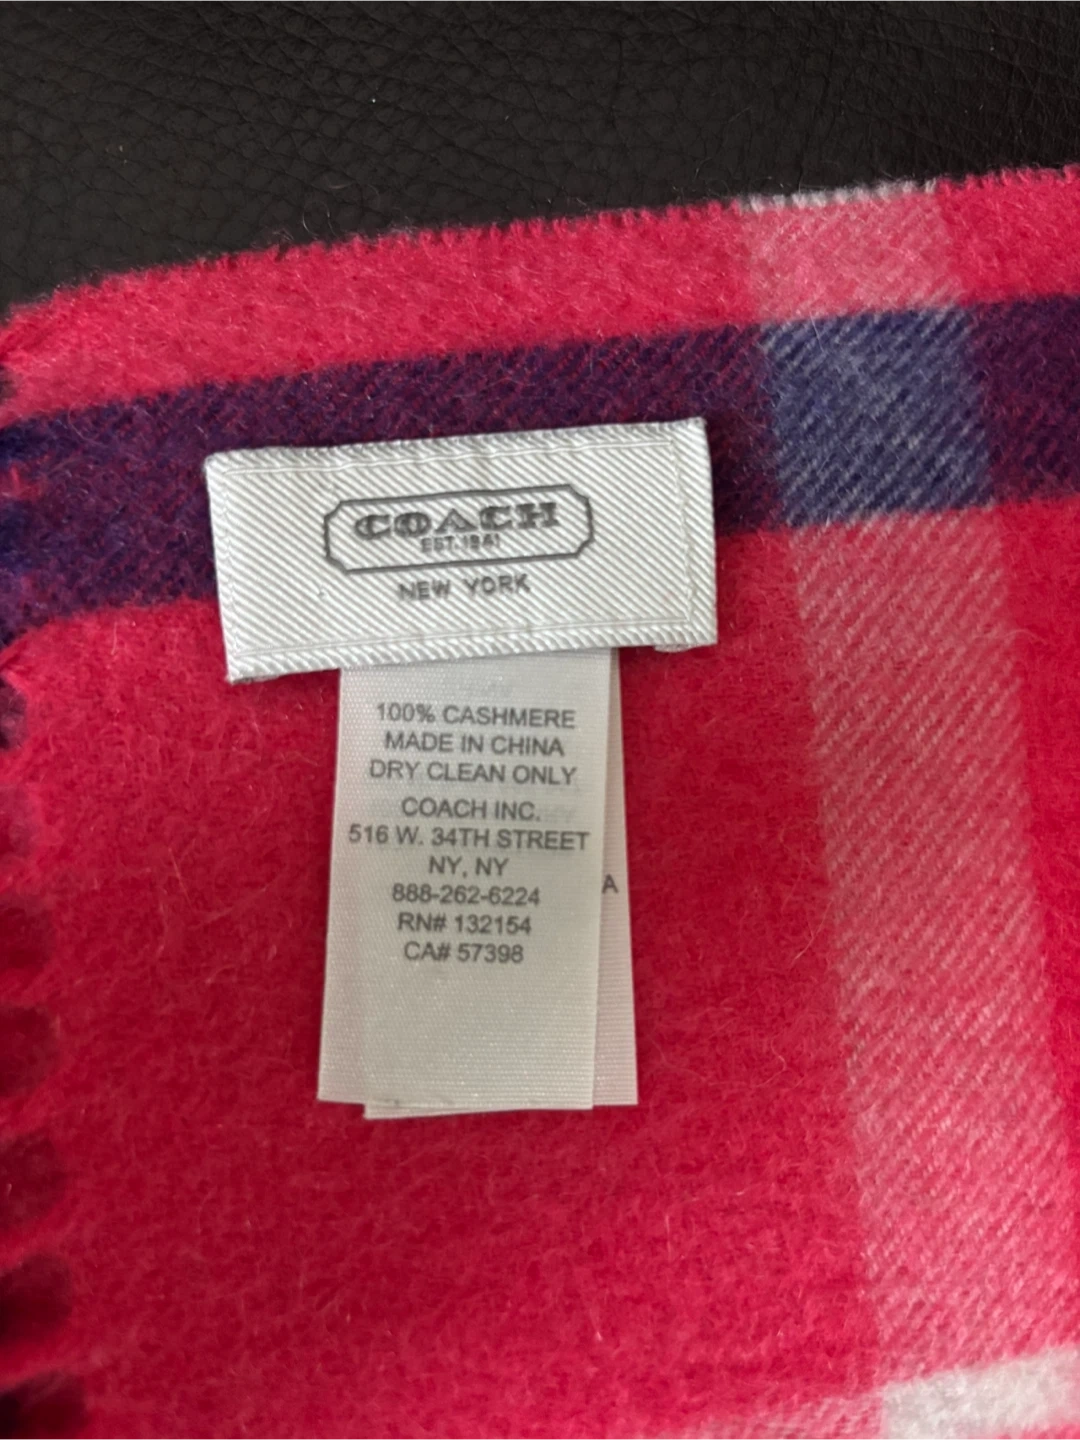 COACH
EST. 1941
NEW YORK
100% CASHMERE
MADE IN CHINA
DRY CLEAN ONLY
COACH INC.
516 W. 34TH STREET
NY, NY
888-262-6224
RN# 132154
CA# 57398
A